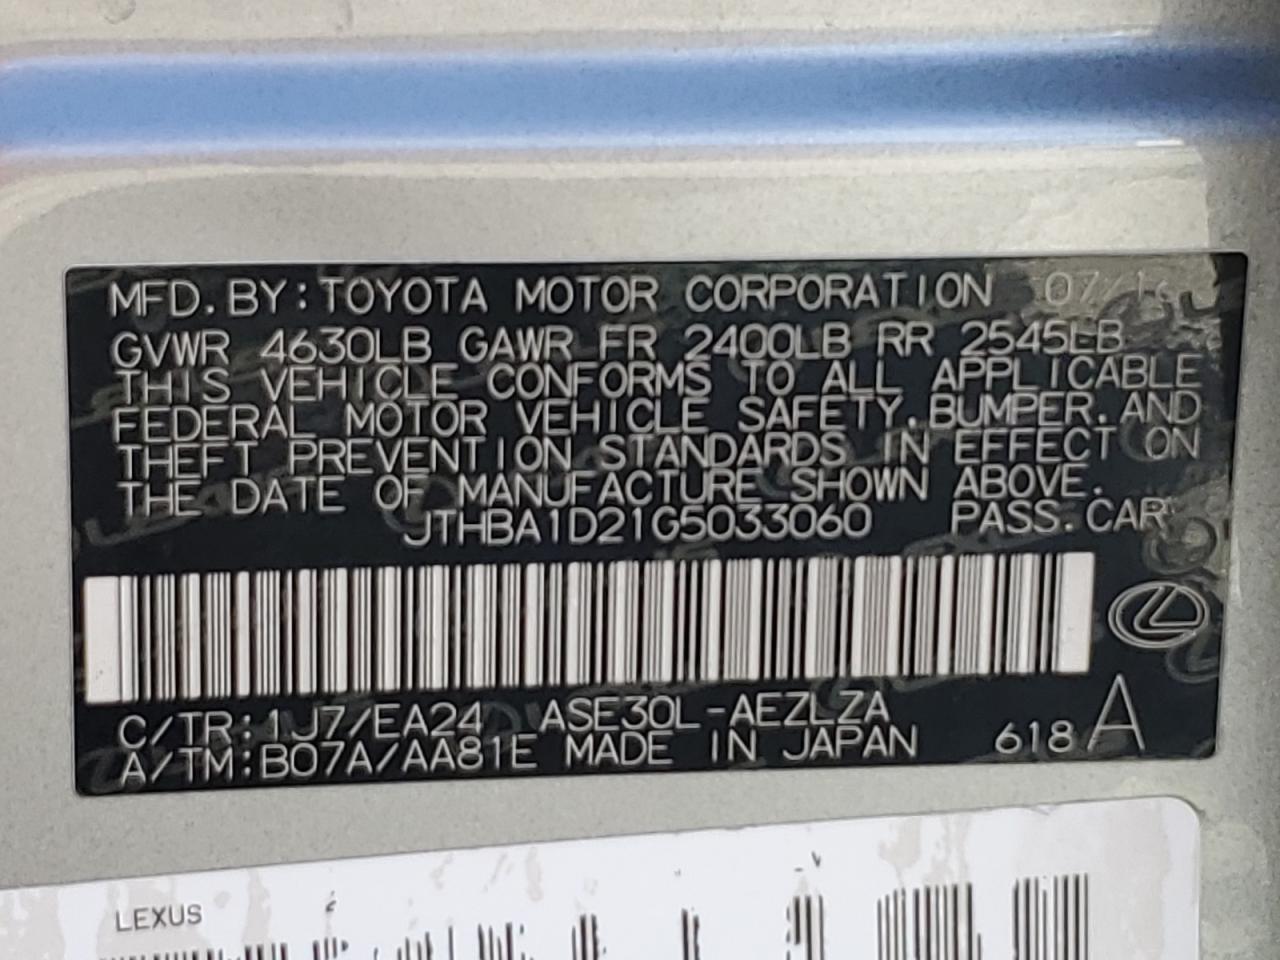 MFD. BY: TOYOTA MOTOR CORPORATION 07/16
GVWR 4630LB GAWR FR 2400LB RR 2545LB
THIS VEHICLE CONFORMS TO ALL APPLICABLE
FEDERAL MOTOR VEHICLE SAFETY, BUMPER, AND
THEFT PREVENTION STANDARDS IN EFFECT ON
THE DATE OF MANUFACTURE SHOWN ABOVE.
JTHBA1D21G5033060 PASS. CAR
C/TR: 1J7/EA24 ASE30L-AEZLZA
A/TM: B07A/AA81E MADE IN JAPAN 618 A
LEXUS